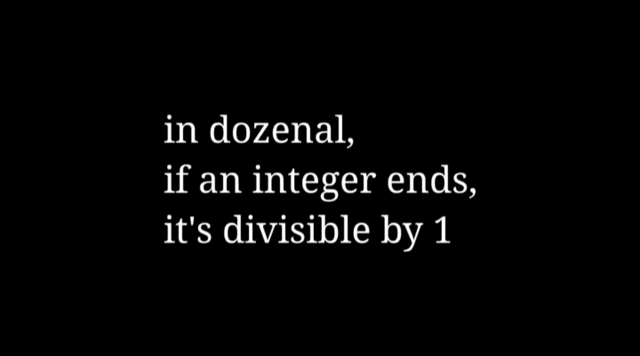 in dozenal,
if an integer ends,
it's divisible by 1